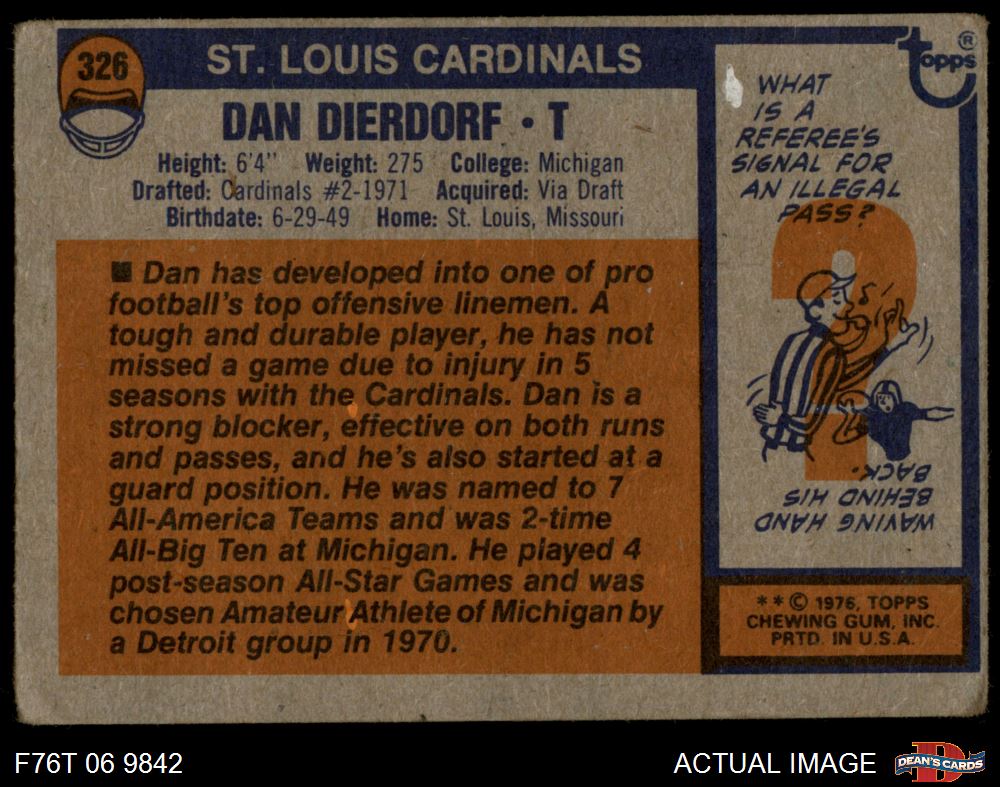 326
ST. LOUIS CARDINALS
DAN DIERDORF · T
Height: 6'4" Weight: 275 College: Michigan
Drafted: Cardinals #2-1971 Acquired: Via Draft
Birthdate: 6-29-49 Home: St. Louis, Missouri
■ Dan has developed into one of pro
football's top offensive linemen. A
tough and durable player, he has not
missed a game due to injury in 5
seasons with the Cardinals. Dan is a
strong blocker, effective on both runs
and passes, and he's also started at a
guard position. He was named to 7
All-America Teams and was 2-time
All-Big Ten at Michigan. He played 4
post-season All-Star Games and was
chosen Amateur Athlete of Michigan by
a Detroit group in 1970.
topps ®
WHAT
IS A
REFEREE'S
SIGNAL FOR
AN ILLEGAL
PASS?
?
WAVING HAND
BEHIND HIS
BACK.
* * © 1976, TOPPS
CHEWING GUM, INC.
PRTD. IN U.S.A.
F76T 06 9842
ACTUAL IMAGE
D
DEAN'S CARDS